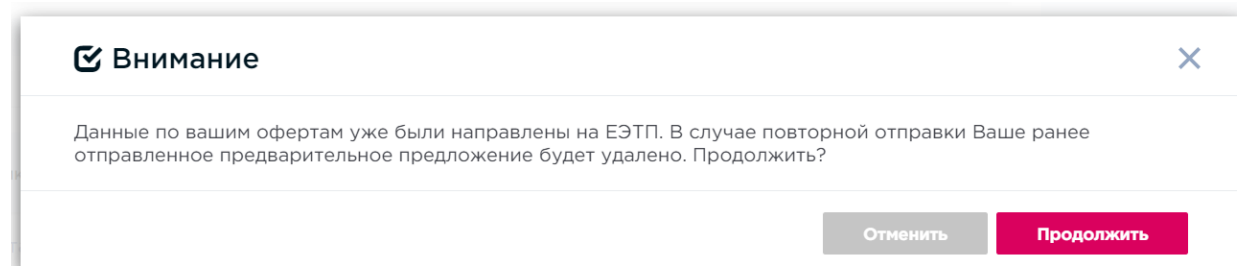 Внимание
Данные по вашим офертам уже были направлены на ЕЭТП. В случае повторной отправки Ваше ранее
отправленное предварительное предложение будет удалено. Продолжить?
Отменить Продолжить